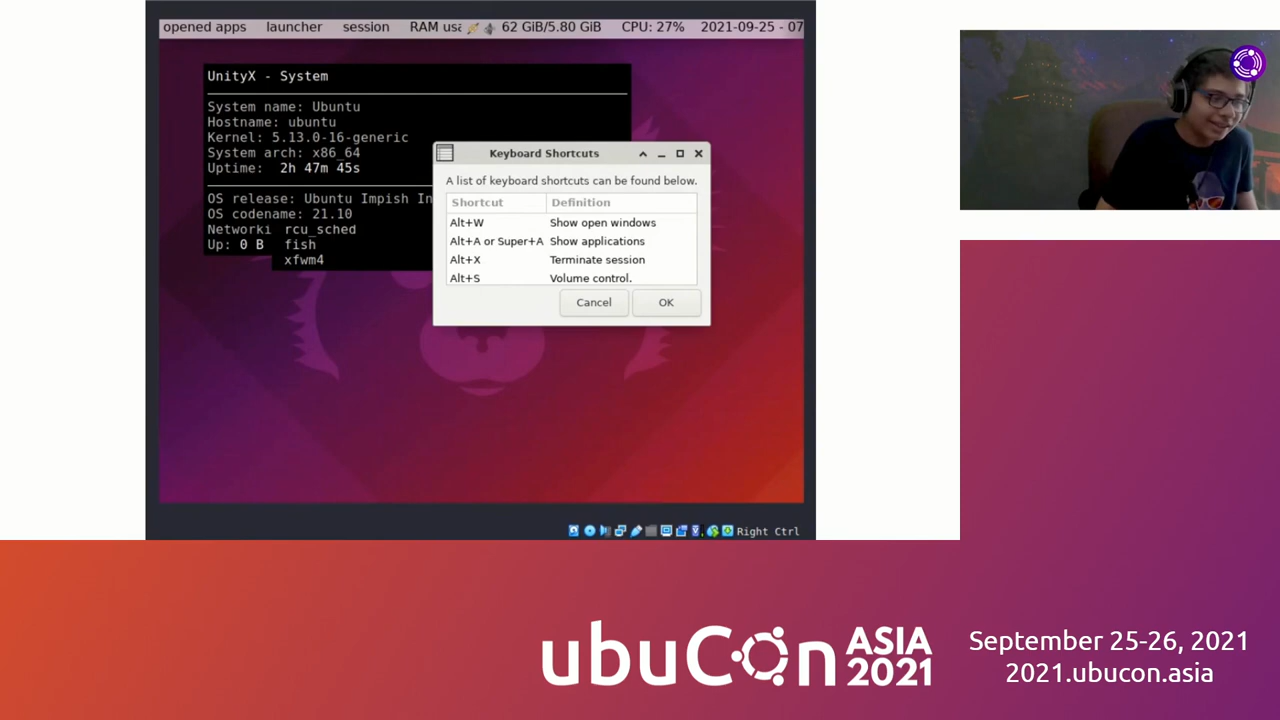 opened apps launcher session RAM usa 62 GiB/5.80 GiB CPU: 27% 2021-09-25 - 07
UnityX - System
System name: Ubuntu
Hostname: ubuntu
Kernel: 5.13.0-16-generic
System arch: x86_64
Uptime: 2h 47m 45s
OS release: Ubuntu Impish In
OS codename: 21.10
Networki rcu_sched
Up: 0 B fish
xfwm4
Keyboard Shortcuts
A list of keyboard shortcuts can be found below.
Shortcut Definition
Alt+W Show open windows
Alt+A or Super+A Show applications
Alt+X Terminate session
Alt+S Volume control.
Cancel OK
Right Ctrl
ubuCon ASIA 2021
September 25-26, 2021
2021.ubucon.asia